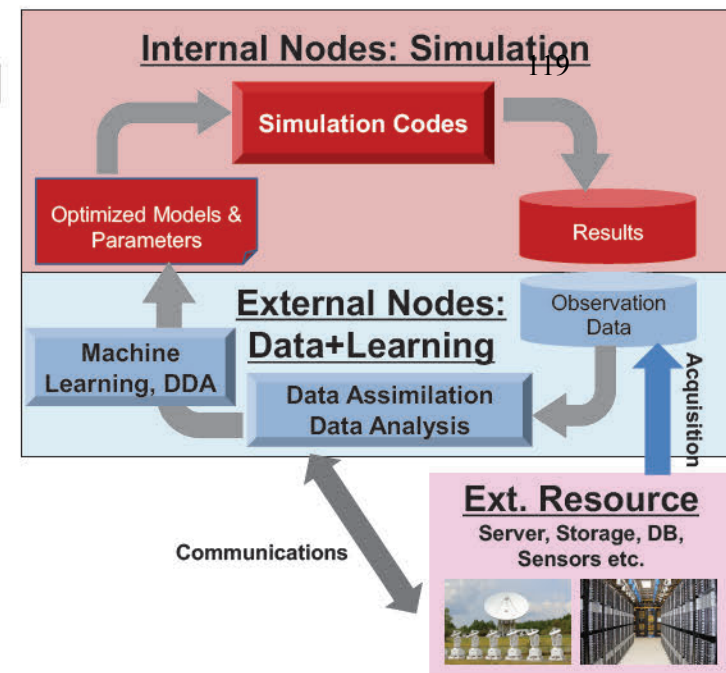 Internal Nodes: Simulation
119
Simulation Codes
Optimized Models &
Parameters
Results
External Nodes:
Data+Learning
Observation
Data
Machine
Learning, DDA
Data Assimilation
Data Analysis
Acquisition
Communications
Ext. Resource
Server, Storage, DB,
Sensors etc.